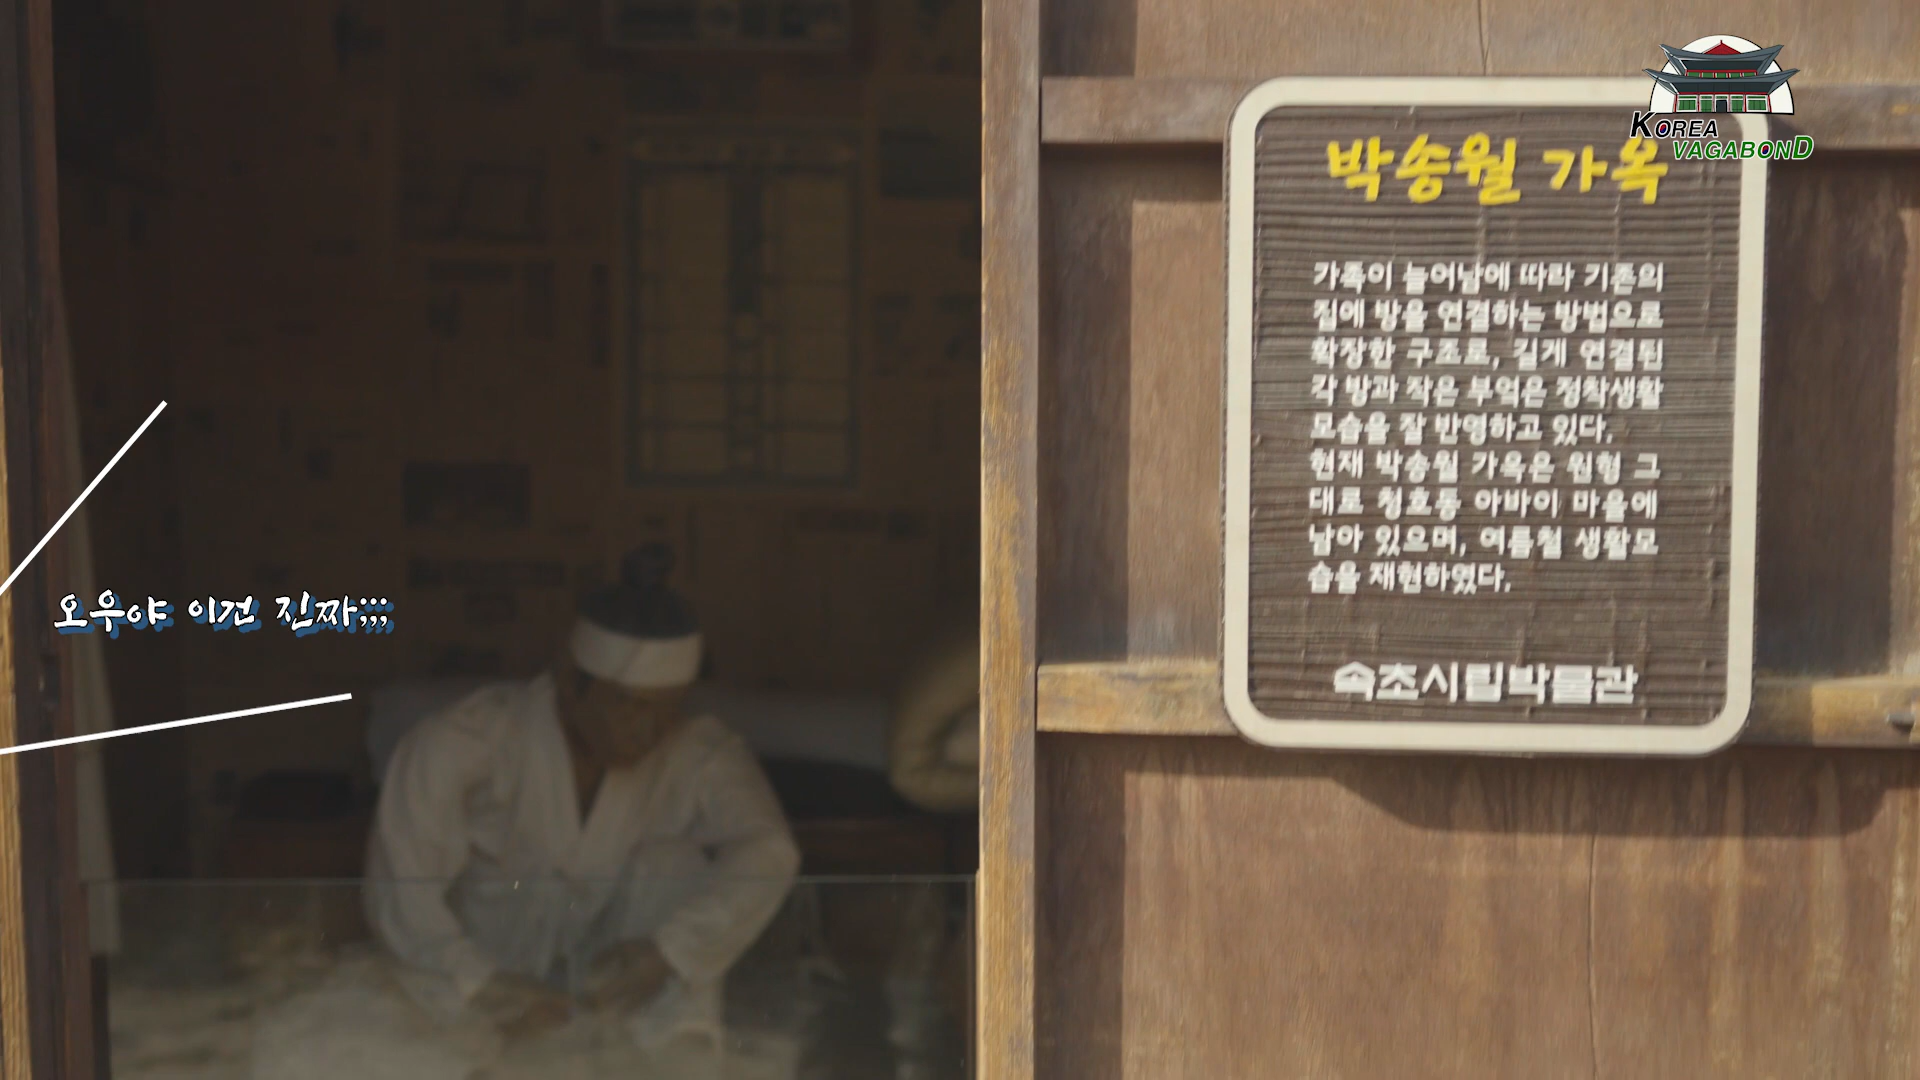 KOREA
VAGABOND
박송월 가옥
가족이 늘어남에 따라 기존의
집에 방을 연결하는 방법으로
확장한 구조로, 길게 연결된
각 방과 작은 부엌은 정착생활
모습을 잘 반영하고 있다.
현재 박송월 가옥은 원형 그
대로 청호동 아바이 마을에
남아 있으며, 여름철 생활모
습을 재현하였다.
속초시립박물관
오우야 이건 진짜;;;